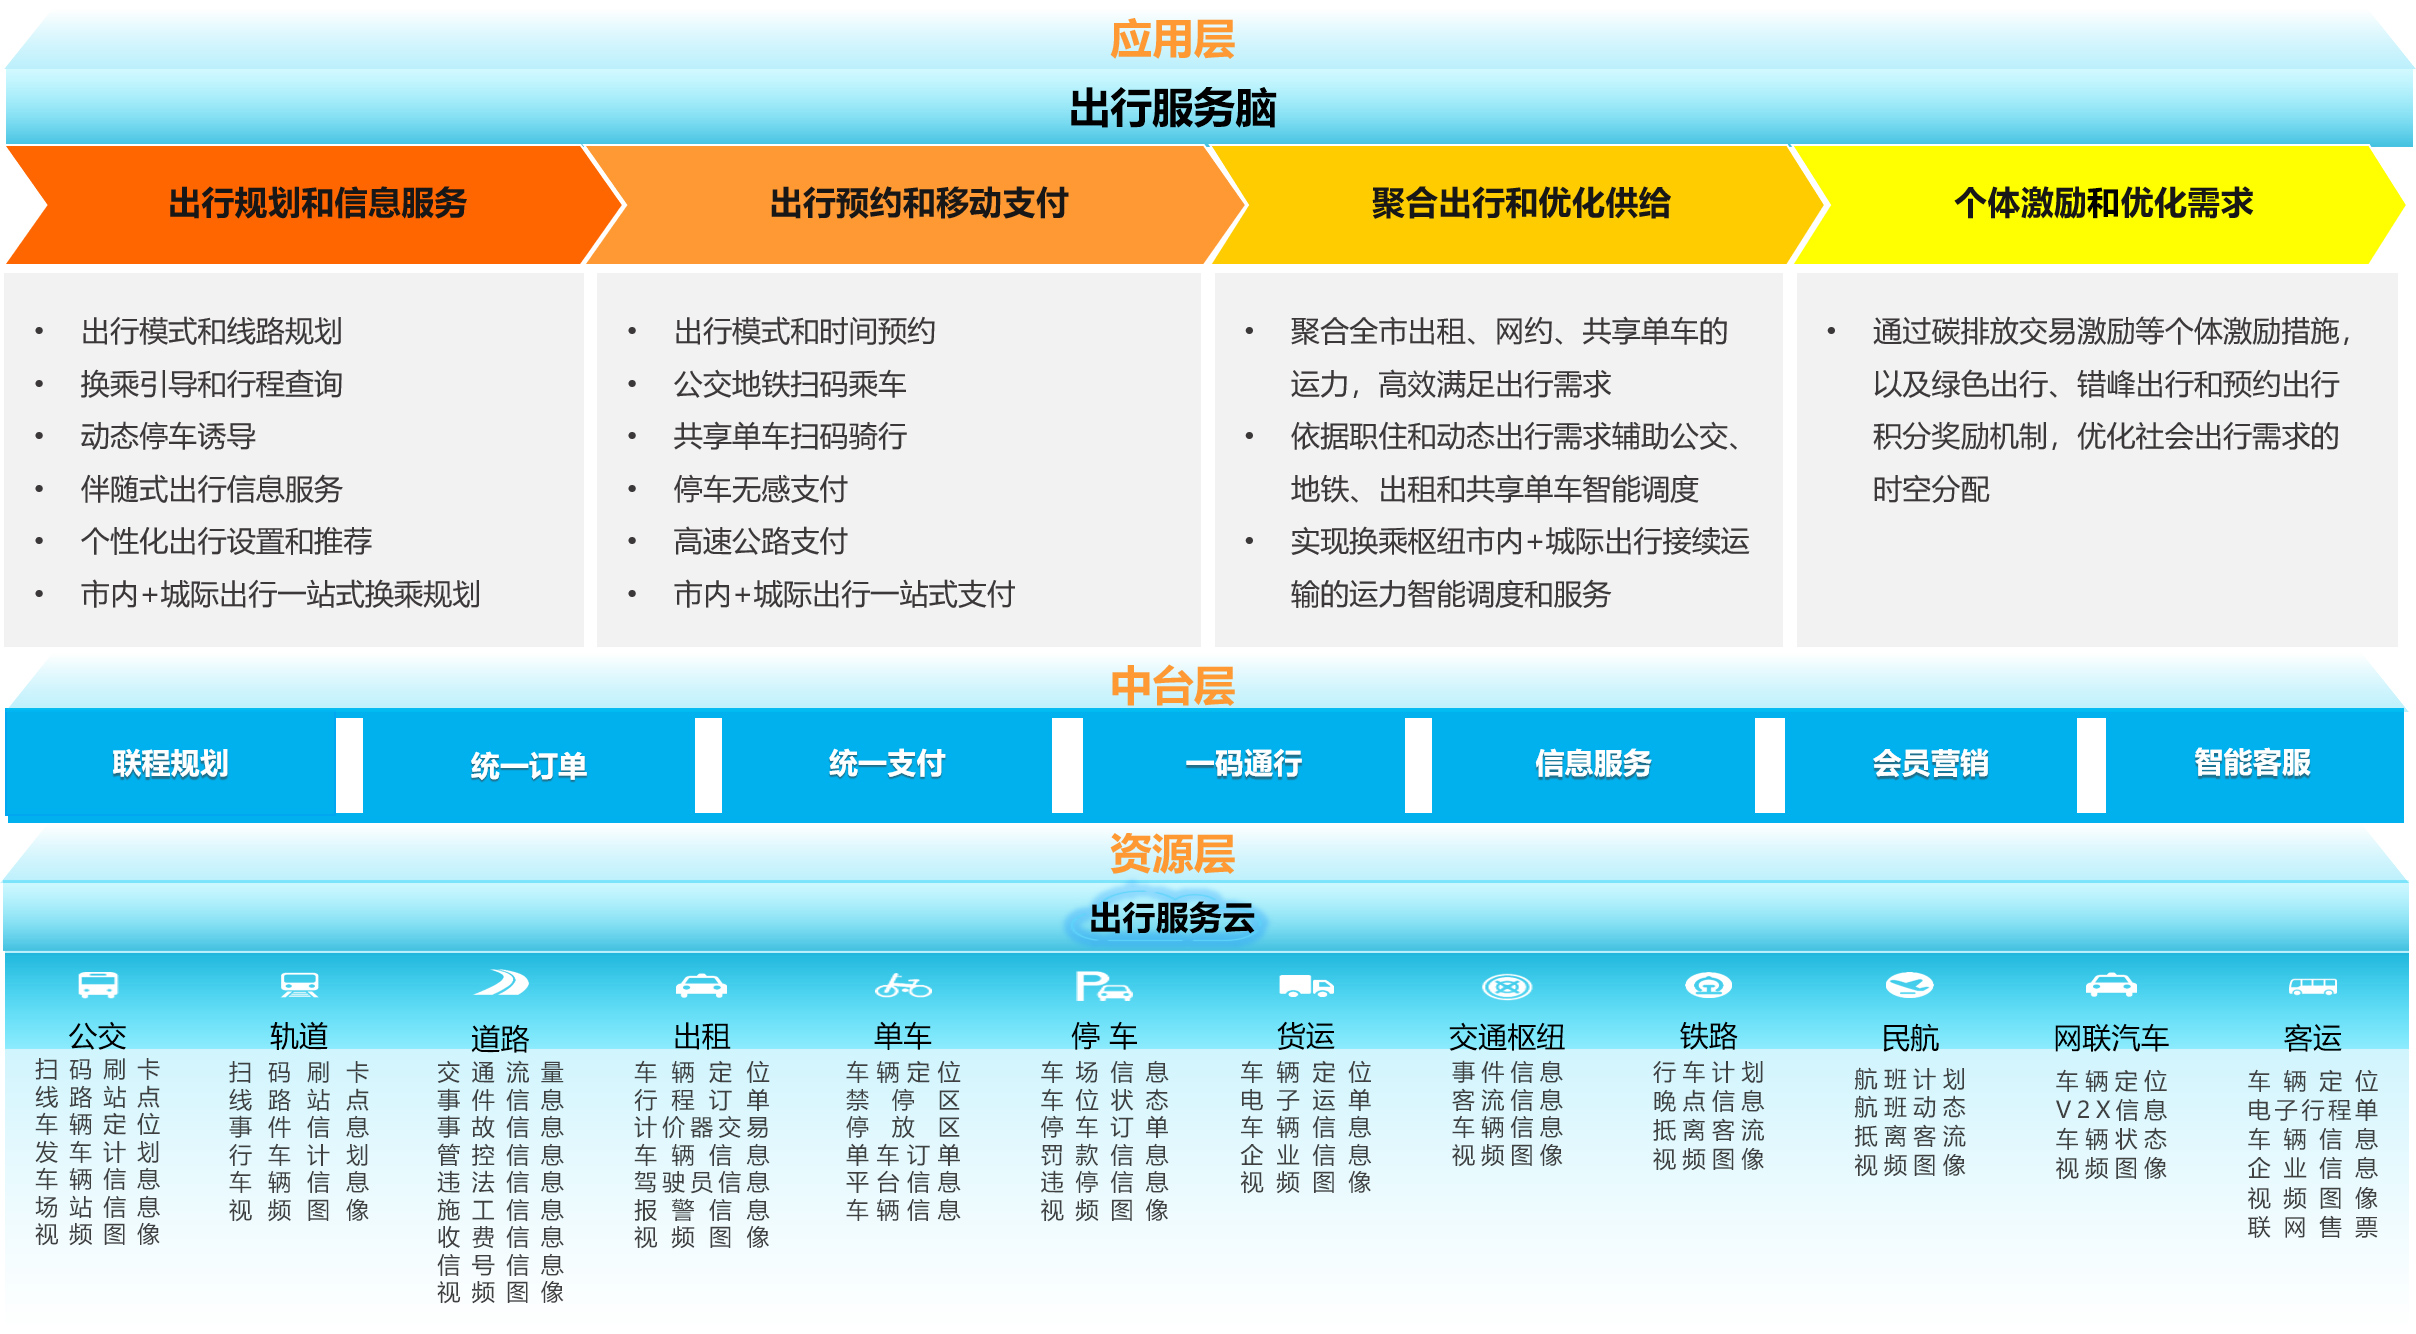 应用层
出行服务脑
出行规划和信息服务
出行预约和移动支付
聚合出行和优化供给
个体激励和优化需求
• 出行模式和线路规划
• 换乘引导和行程查询
• 动态停车诱导
• 伴随式出行信息服务
• 个性化出行设置和推荐
• 市内+城际出行一站式换乘规划
• 出行模式和时间预约
• 公交地铁扫码乘车
• 共享单车扫码骑行
• 停车无感支付
• 高速公路支付
• 市内+城际出行一站式支付
• 聚合全市出租、网约、共享单车的
运力，高效满足出行需求
• 依据职住和动态出行需求辅助公交、
地铁、出租和共享单车智能调度
• 实现换乘枢纽市内+城际出行接续运
输的运力智能调度和服务
• 通过碳排放交易激励等个体激励措施，
以及绿色出行、错峰出行和预约出行
积分奖励机制，优化社会出行需求的
时空分配
中台层
联程规划
统一订单
统一支付
一码通行
信息服务
会员营销
智能客服
资源层
出行服务云
公交
扫码刷卡
线路站点
车辆定位
发车计划
车辆信息
场站信息
视频图像
轨道
扫码刷卡
线路站点
事件信息
行车计划
车辆信息
视频图像
道路
交通流量
事件信息
事故信息
管控信息
违法信息
施工信息
收费信息
信号信息
视频图像
出租
车辆定位
行程订单
计价器交易
车辆信息
驾驶员信息
报警信息
视频图像
单车
车辆定位
禁停区
停放区
单车订单
平台信息
车辆信息
P
停车
车场信息
车位状态
停车订单
罚款信息
违停信息
视频图像
货运
车辆定位
电子运单
车辆信息
企业信息
视频图像
交通枢纽
事件信息
客流信息
车辆信息
视频图像
铁路
行车计划
晚点信息
抵离客流
视频图像
民航
航班计划
航班动态
抵离客流
视频图像
网联汽车
车辆定位
V2X信息
车辆状态
视频图像
客运
车辆定位
电子行程单
车辆信息
企业信息
视频图像
联网售票